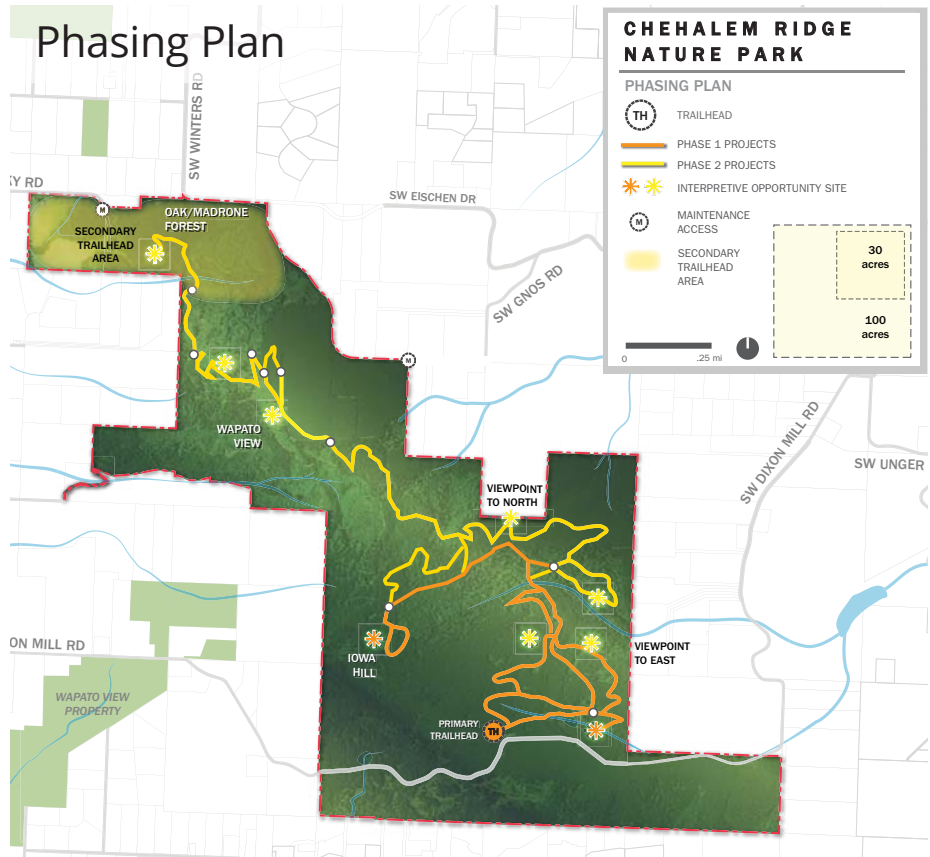 Phasing Plan
CHEHALEM RIDGE
NATURE PARK
PHASING PLAN
TH
TRAILHEAD
PHASE 1 PROJECTS
PHASE 2 PROJECTS
INTERPRETIVE OPPORTUNITY SITE
M
MAINTENANCE
ACCESS
SECONDARY
TRAILHEAD
AREA
30
acres
100
acres
0
.25 mi
SW WINTERS RD
KY RD
M
SECONDARY
TRAILHEAD
AREA
OAK/MADRONE
FOREST
SW EISCHEN DR
SW GNOS RD
M
WAPATO
VIEW
SW DIXON MILL RD
SW UNGER
VIEWPOINT
TO NORTH
ON MILL RD
IOWA
HILL
VIEWPOINT
TO EAST
WAPATO VIEW
PROPERTY
PRIMARY
TRAILHEAD
TH